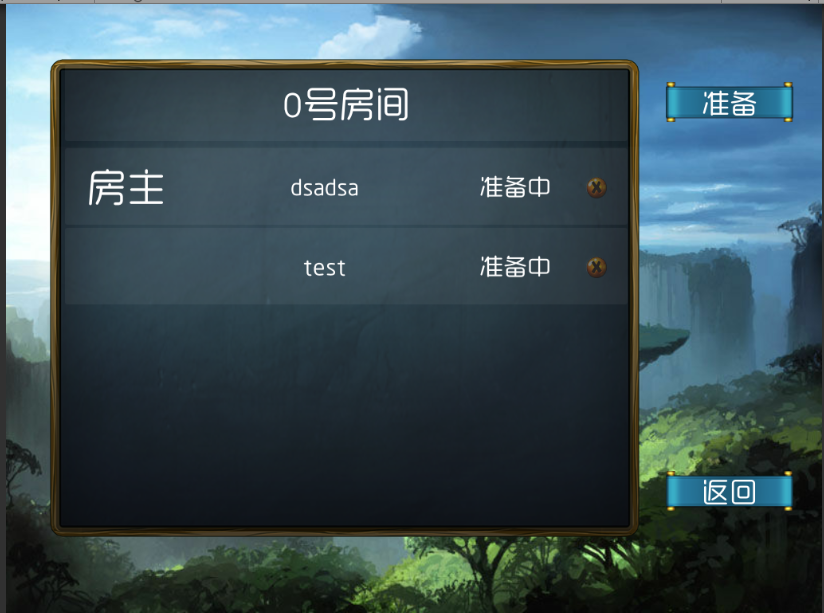 0号房间
准备
房主 dsadsa 准备中
test 准备中
返回